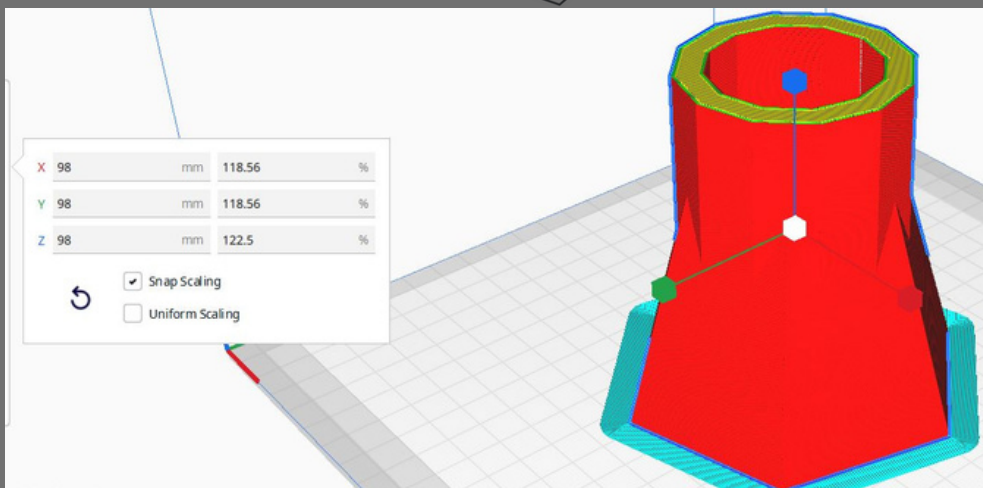 X 98 mm 118.56 %
Y 98 mm 118.56 %
Z 98 mm 122.5 %
Snap Scaling
Uniform Scaling